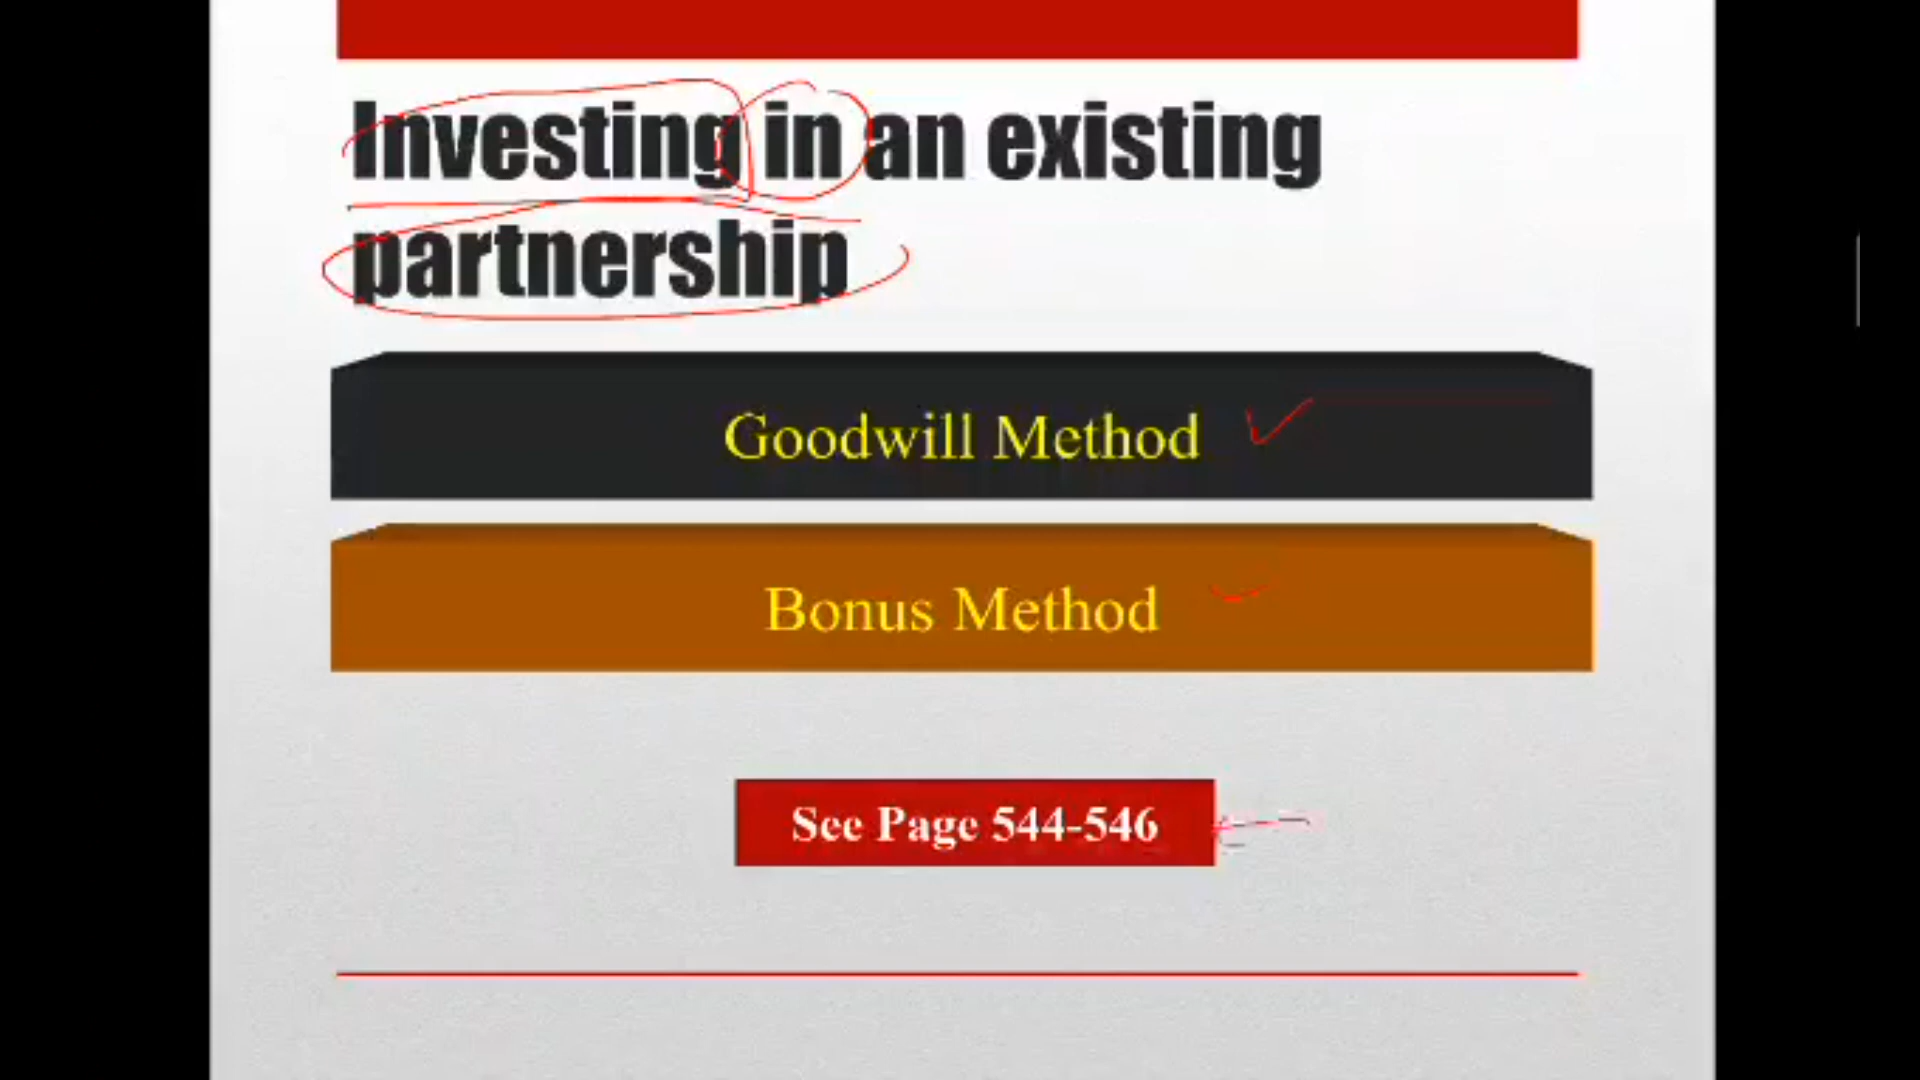 Investing in an existing
partnership
Goodwill Method
Bonus Method
See Page 544-546